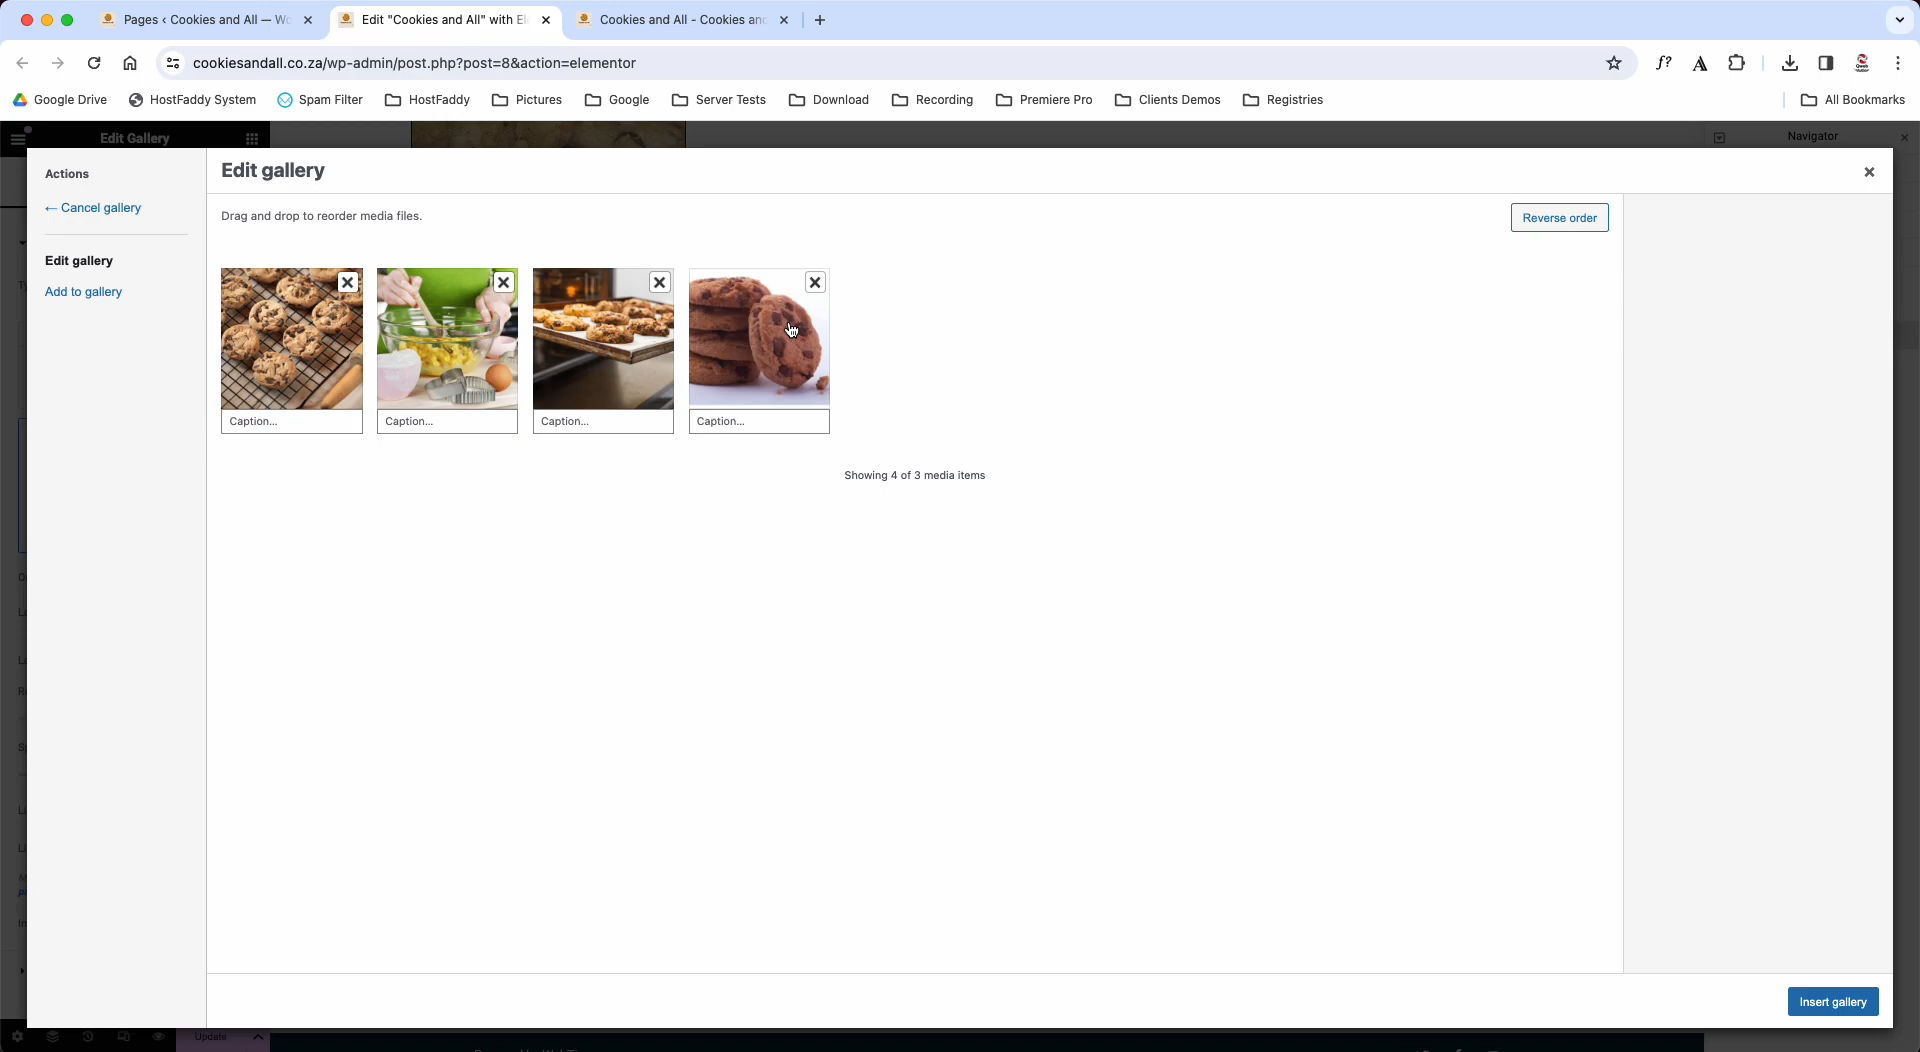 Pages ‹ Cookies and All — Wo
Edit "Cookies and All" with El
Cookies and All - Cookies and
cookiesandall.co.za/wp-admin/post.php?post=8&action=elementor
f?
A
Google Drive
HostFaddy System
Spam Filter
HostFaddy
Pictures
Google
Server Tests
Download
Recording
Premiere Pro
Clients Demos
Registries
All Bookmarks
Edit Gallery
Navigator
Actions
← Cancel gallery
Edit gallery
Add to gallery
Edit gallery
Drag and drop to reorder media files.
Reverse order
Caption...
Caption...
Caption...
Caption...
Showing 4 of 3 media items
Insert gallery
Update